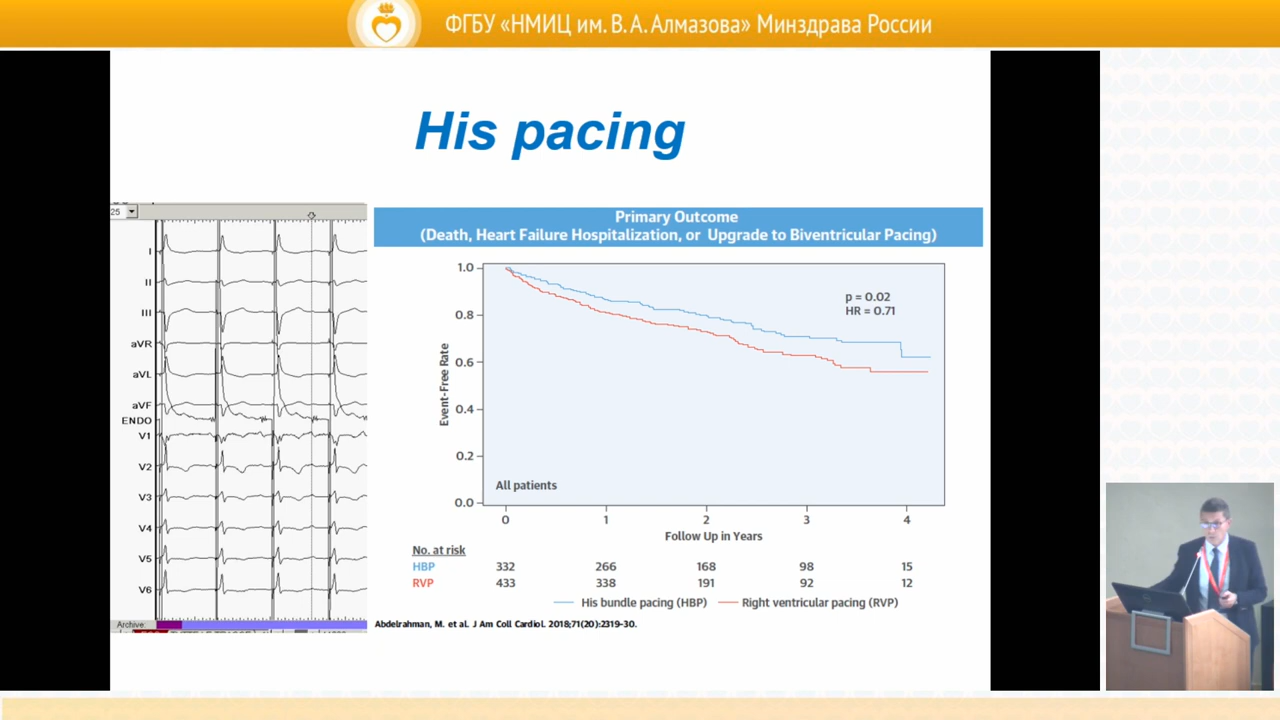 ФГБУ «НМИЦ им. В. А. Алмазова» Минздрава России
His pacing
25
I
II
III
aVR
aVL
aVF
ENDO
V1
V2
V3
V4
V5
V6
Archive:
Primary Outcome
(Death, Heart Failure Hospitalization, or Upgrade to Biventricular Pacing)
Event-Free Rate
1.0
0.8
0.6
0.4
0.2
0.0
p = 0.02
HR = 0.71
All patients
0 1 2 3 4
Follow Up in Years
No. at risk
HBP 332 266 168 98 15
RVP 433 338 191 92 12
His bundle pacing (HBP) Right ventricular pacing (RVP)
Abdelrahman, M. et al. J Am Coll Cardiol. 2018;71(20):2319-30.